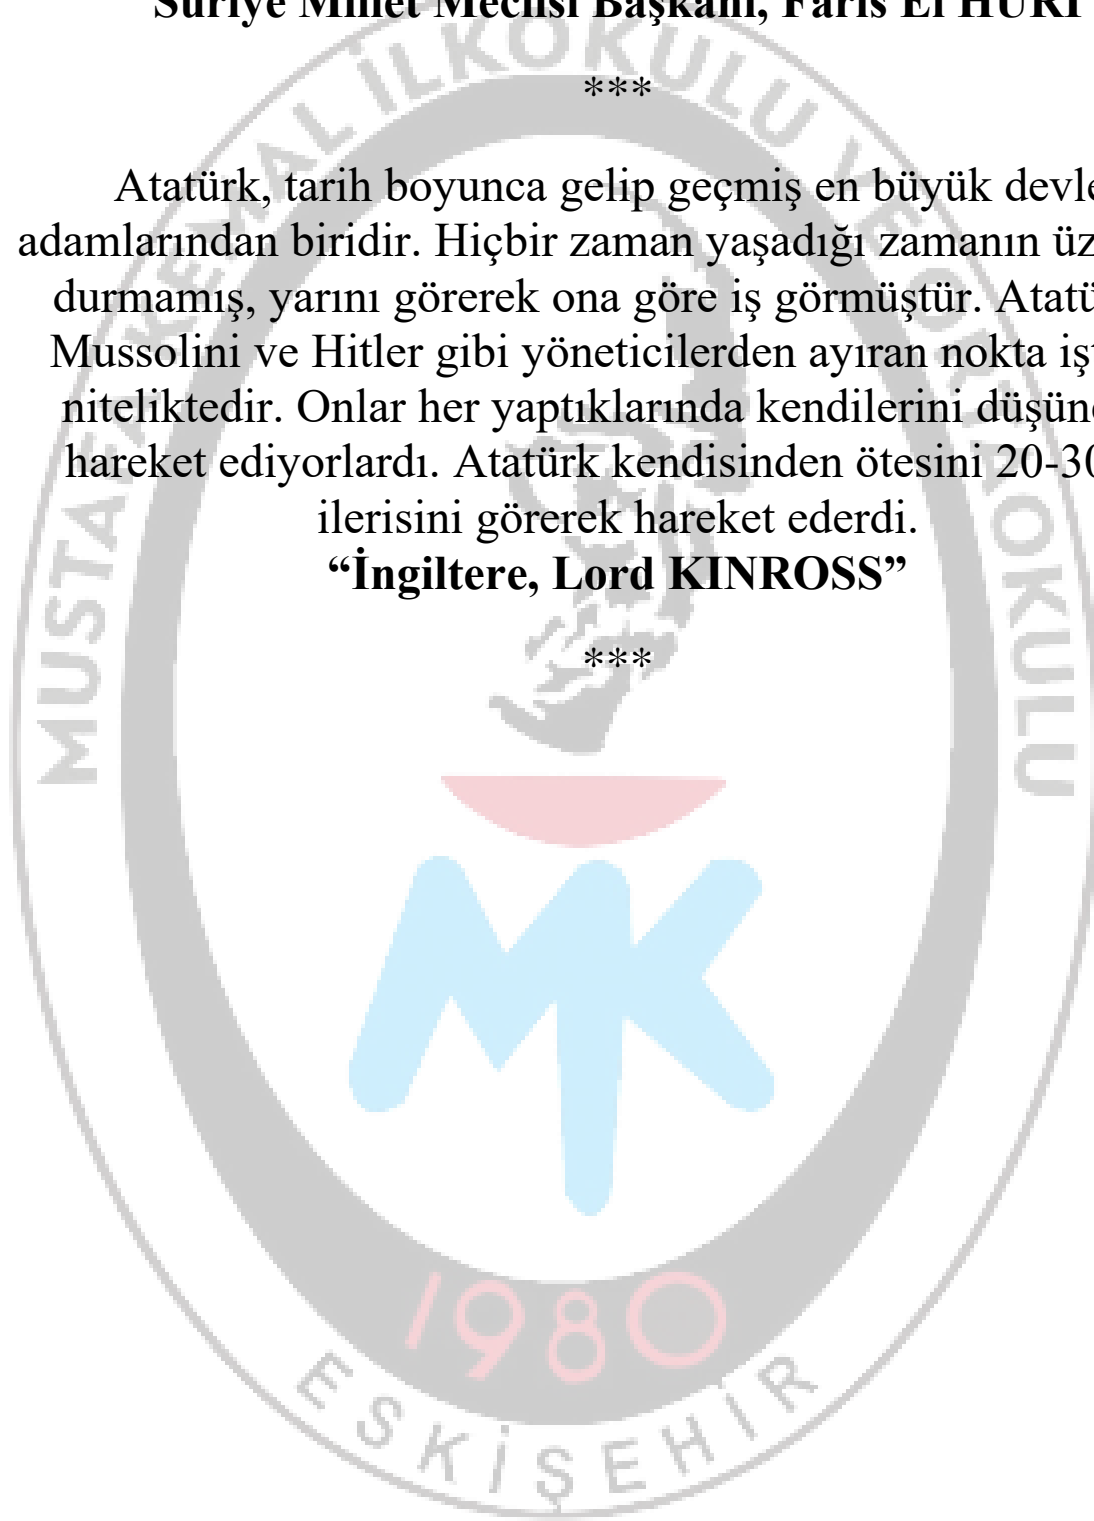 Suriye Millet Meclisi Başkanı, Faris El HURİ
***
Atatürk, tarih boyunca gelip geçmiş en büyük devle
adamlarından biridir. Hiçbir zaman yaşadığı zamanın üz
durmamış, yarını görerek ona göre iş görmüştür. Atatü
Mussolini ve Hitler gibi yöneticilerden ayıran nokta işt
niteliktedir. Onlar her yaptıklarında kendilerini düşün
hareket ediyorlardı. Atatürk kendisinden ötesini 20-30
ilerisini görerek hareket ederdi.
“İngiltere, Lord KINROSS”
***
MUSTAFA KEMAL İLKOKULU VE ORTAOKULU
MK
1980
ESKİŞEHİR